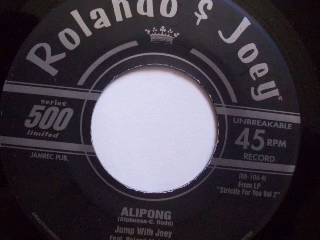 Rolando & Joey
series
500
limited
UNBREAKABLE
45 RPM
RECORD
JAMREC PUB.
From LP
"Strictly For You Vol 2"
ALIPONG
Jump With Joey